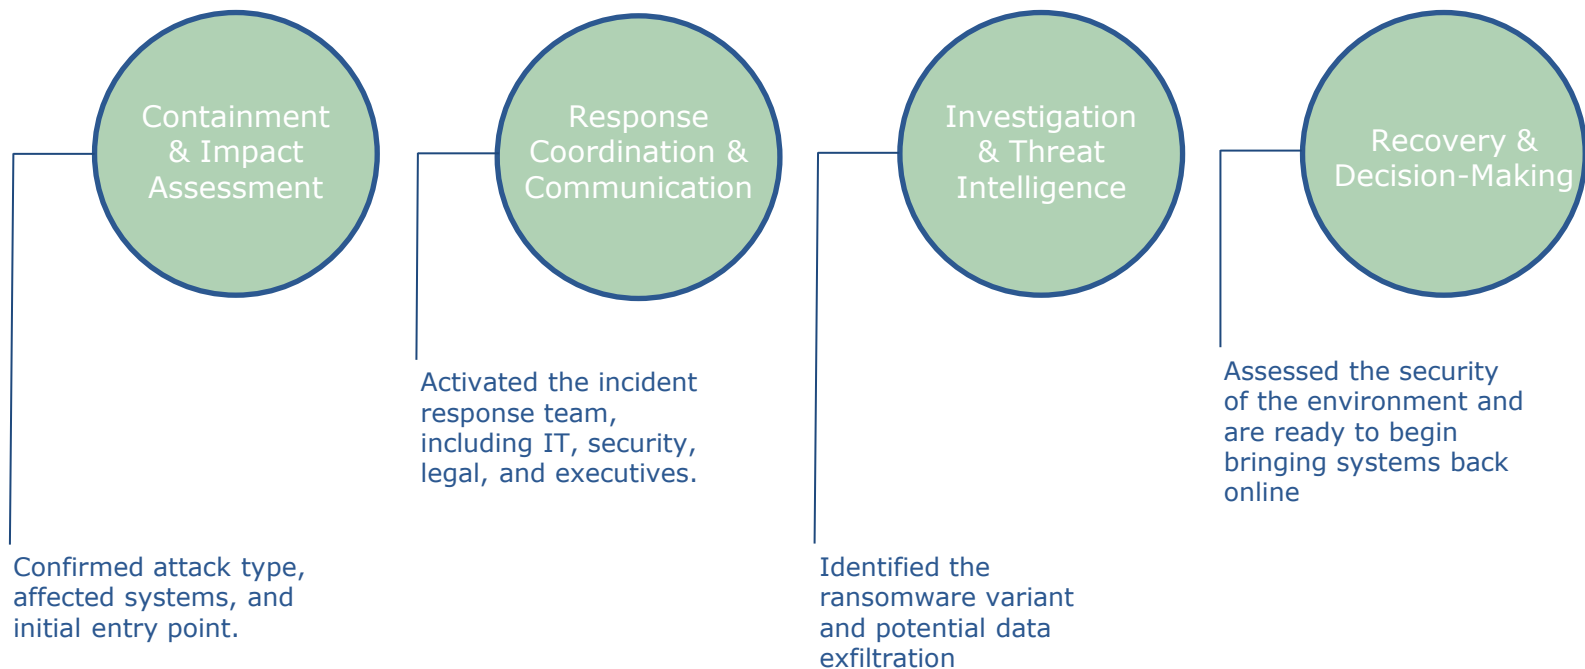 Containment
& Impact
Assessment
Response
Coordination &
Communication
Investigation
& Threat
Intelligence
Recovery &
Decision-Making
Confirmed attack type,
affected systems, and
initial entry point.
Activated the incident
response team,
including IT, security,
legal, and executives.
Identified the
ransomware variant
and potential data
exfiltration
Assessed the security
of the environment and
are ready to begin
bringing systems back
online